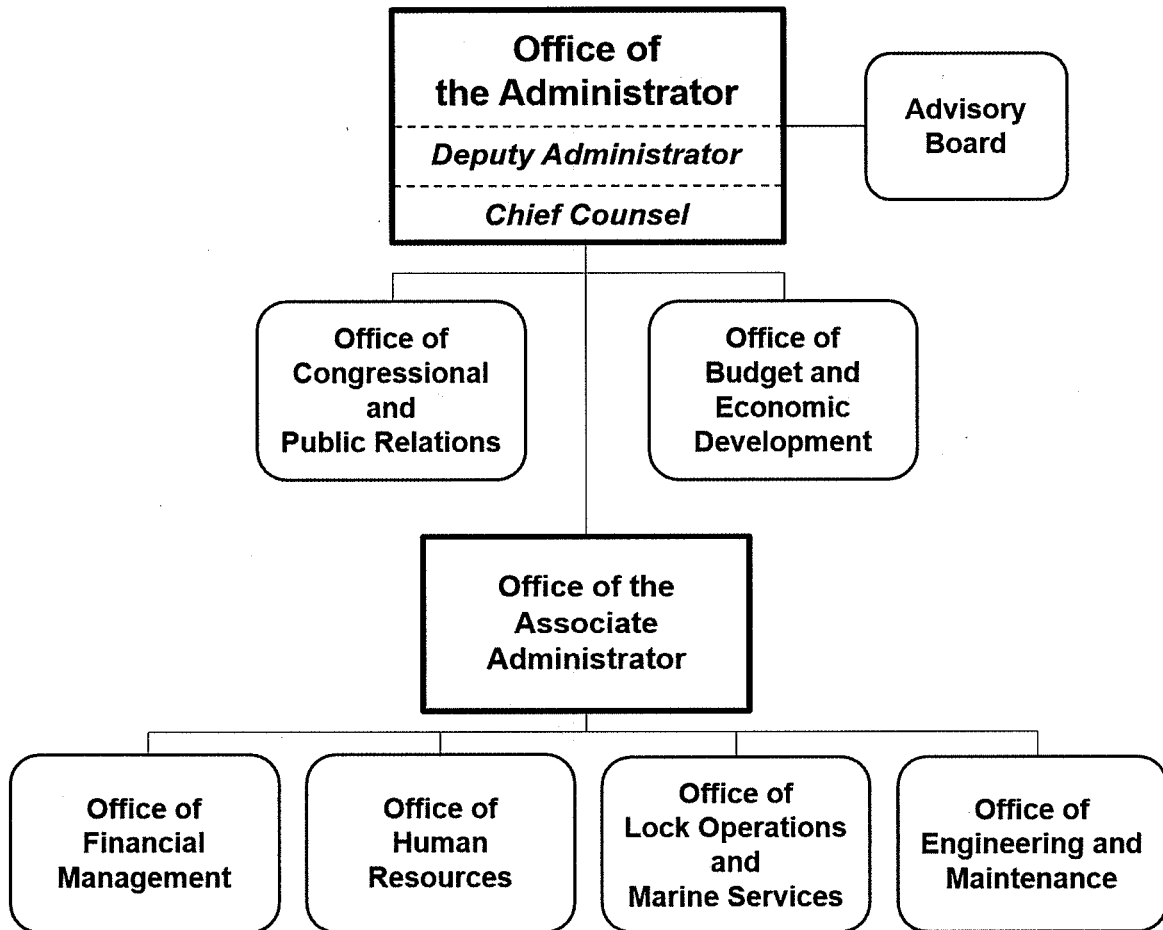 Office of
the Administrator
Deputy Administrator
Chief Counsel
Advisory
Board
Office of
Congressional
and
Public Relations
Office of
Budget and
Economic
Development
Office of the
Associate
Administrator
Office of
Financial
Management
Office of
Human
Resources
Office of
Lock Operations
and
Marine Services
Office of
Engineering and
Maintenance